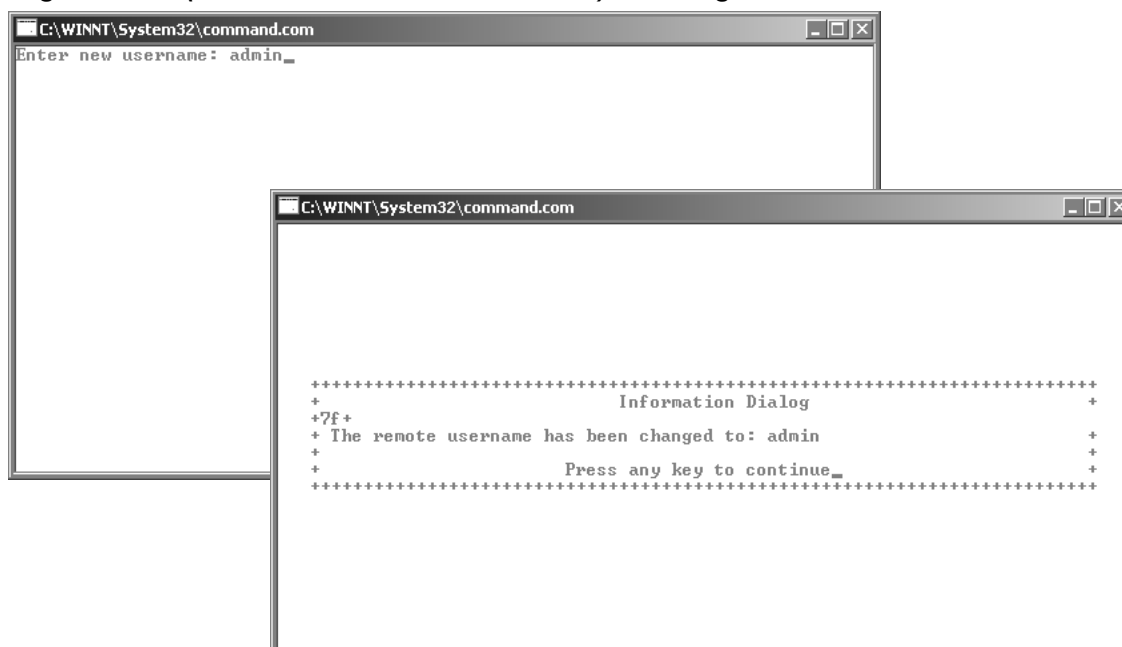 C:\WINNT\System32\command.com
Enter new username: admin_
C:\WINNT\System32\command.com
++++++++++++++++++++++++++++++++++++++++++++++++++++++++++++++++++++++++++
+ Information Dialog +
+7f+
+ The remote username has been changed to: admin +
+ +
+ Press any key to continue_ +
++++++++++++++++++++++++++++++++++++++++++++++++++++++++++++++++++++++++++